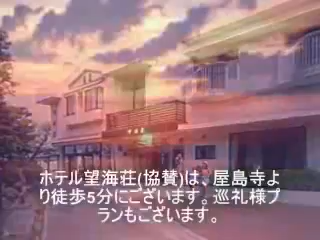 ホテル望海荘(協賛)は、屋島寺よ
り徒歩5分にございます。巡礼様プ
ランもございます。